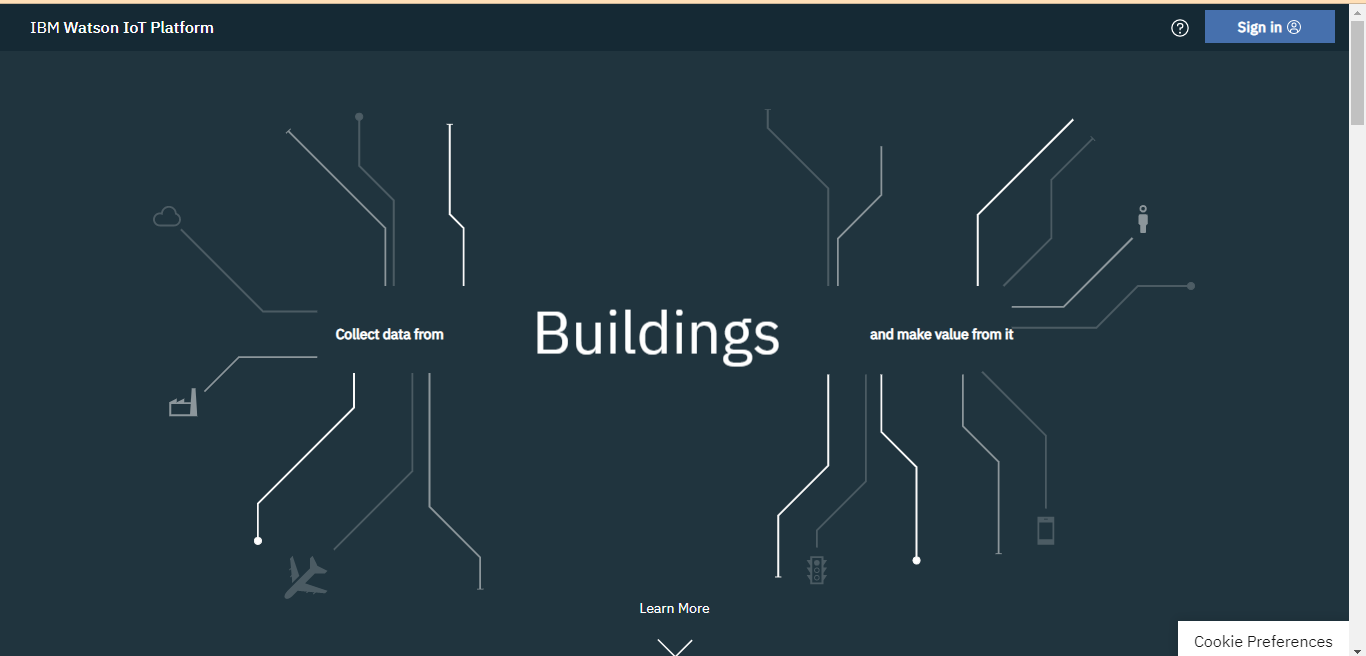 IBM Watson IoT Platform
Sign in
Collect data from
Buildings
and make value from it
Learn More
Cookie Preferences